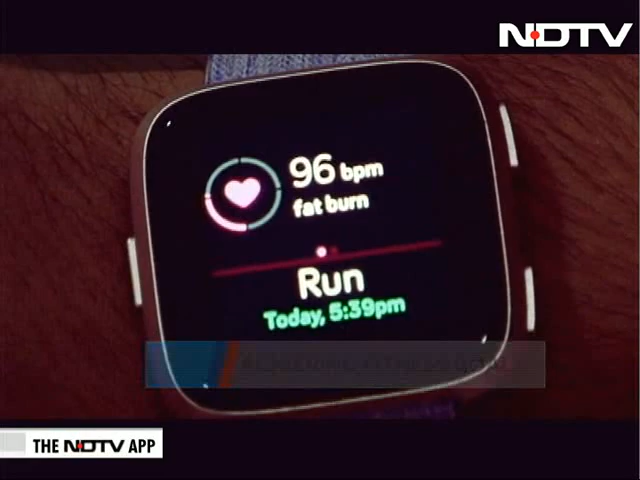 NDTV
96 bpm
fat burn
Run
Today, 5:39pm
THE NDTV APP